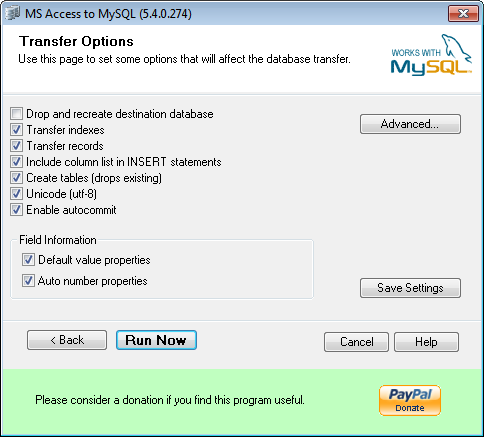 MS Access to MySQL (5.4.0.274)
Transfer Options
Use this page to set some options that will affect the database transfer.
WORKS WITH
MySQL
Drop and recreate destination database
Transfer indexes
Transfer records
Include column list in INSERT statements
Create tables (drops existing)
Unicode (utf-8)
Enable autocommit
Advanced...
Field Information
Default value properties
Auto number properties
Save Settings
< Back
Run Now
Cancel
Help
Please consider a donation if you find this program useful.
PayPal
Donate